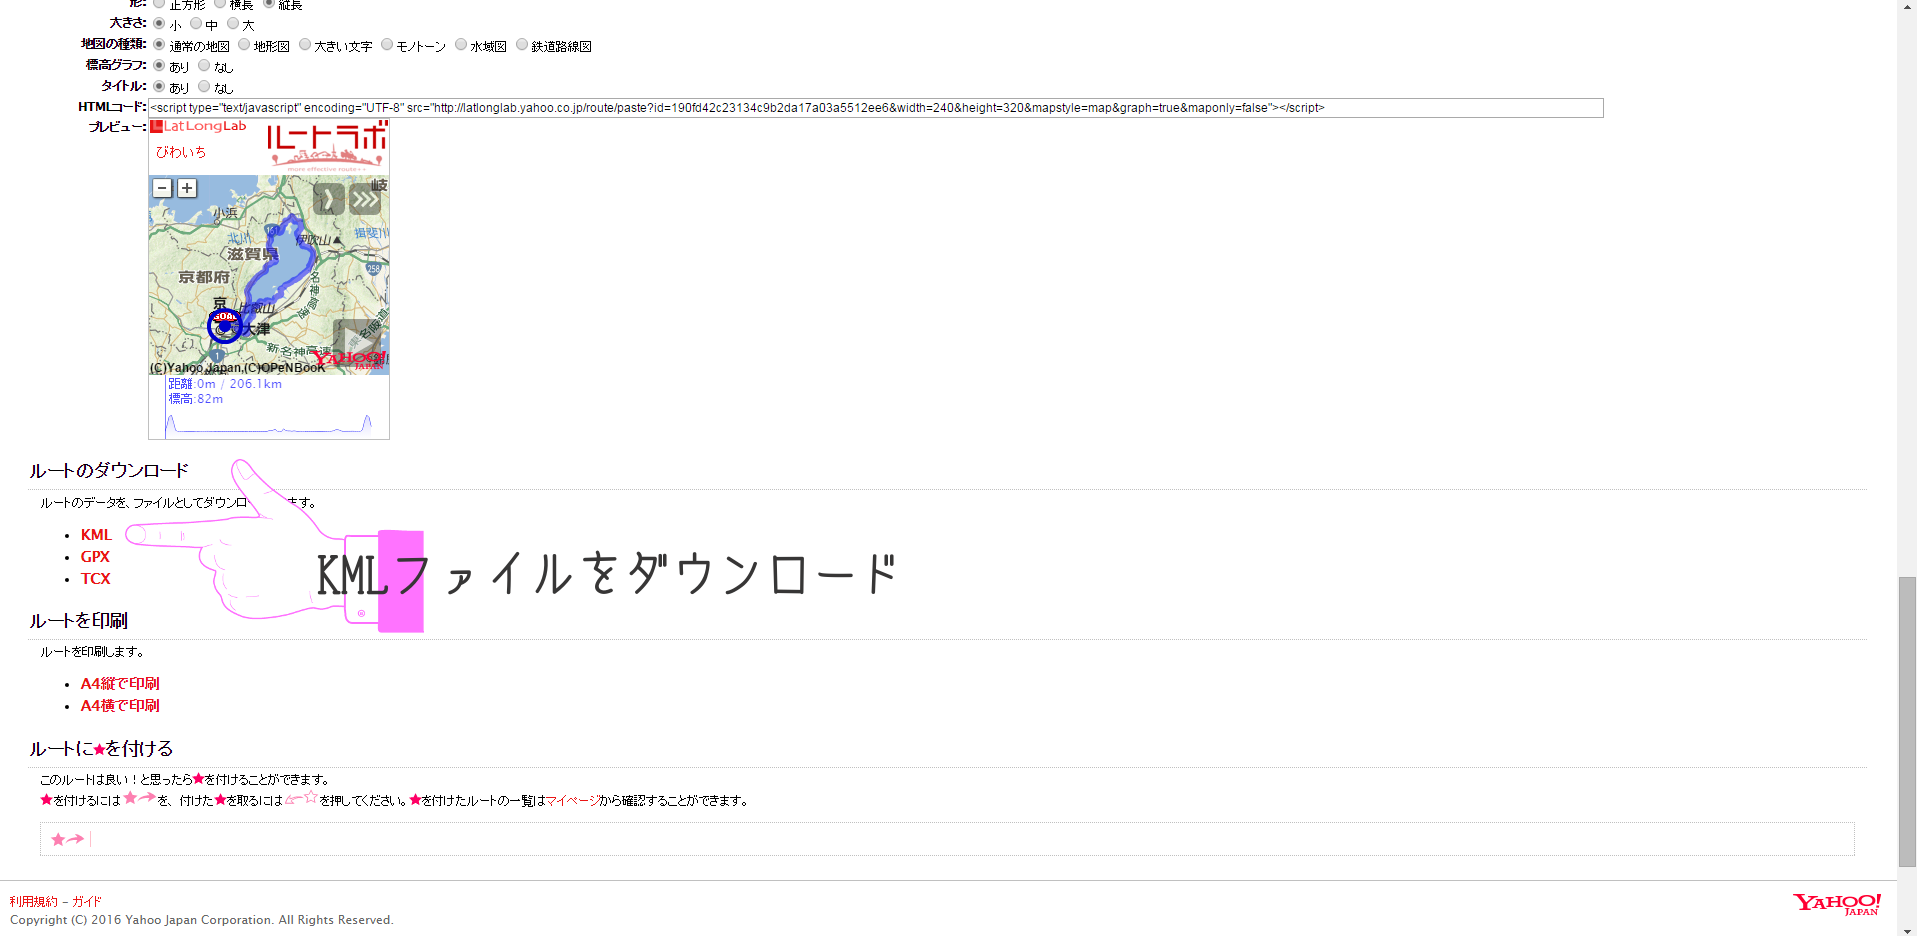 形: 正方形 横長 縦長
大きさ: 小 中 大
地図の種類: 通常の地図 地形図 大きい文字 モノトーン 水域図 鉄道路線図
標高グラフ: あり なし
タイトル: あり なし
HTMLコード: <script type="text/javascript" encoding="UTF-8" src="http://latlonglab.yahoo.co.jp/route/paste?id=190fd42c23134c9b2da17a03a5512ee6&width=240&height=320&mapstyle=map&graph=true&maponly=false"></script>
プレビュー: LatLongLab
ルートラボ
びわいち
more effective route
岐
小浜
揖斐川
北川
161
伊吹山▲
滋賀県
258
京都府
名神高速
京
比叡山
GOAL
大津
東名阪道
新名神高速
1
YAHOO!
JAPAN
(C)Yahoo Japan,(C)OPeNBooK
距離:0m / 206.1km
標高:82m
ルートのダウンロード
ルートのデータを、ファイルとしてダウンロ ます。
KML
GPX
TCX
KMLファイルをダウンロード
ルートを印刷
ルートを印刷します。
A4縦で印刷
A4横で印刷
ルートに★を付ける
このルートは良い！と思ったら★を付けることができます。
★を付けるには★を、付けた★を取るには☆を押してください。★を付けたルートの一覧はマイページから確認することができます。
利用規約 - ガイド
YAHOO!
JAPAN
Copyright (C) 2016 Yahoo Japan Corporation. All Rights Reserved.